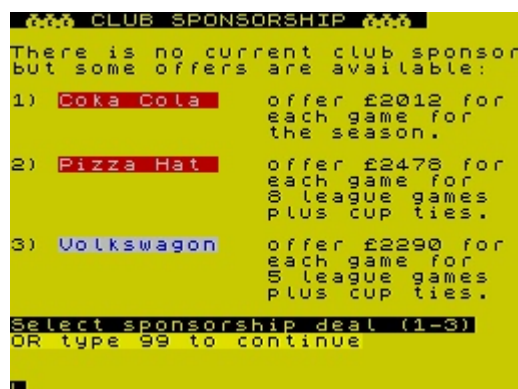 CLUB SPONSORSHIP
There is no current club sponsor
but some offers are available:
1) Coka Cola offer £2012 for
each game for
the season.
2) Pizza Hat offer £2478 for
each game for
8 league games
plus cup ties.
3) Volkswagon offer £2290 for
each game for
5 league games
plus cup ties.
Select sponsorship deal (1-3)
OR type 99 to continue
L